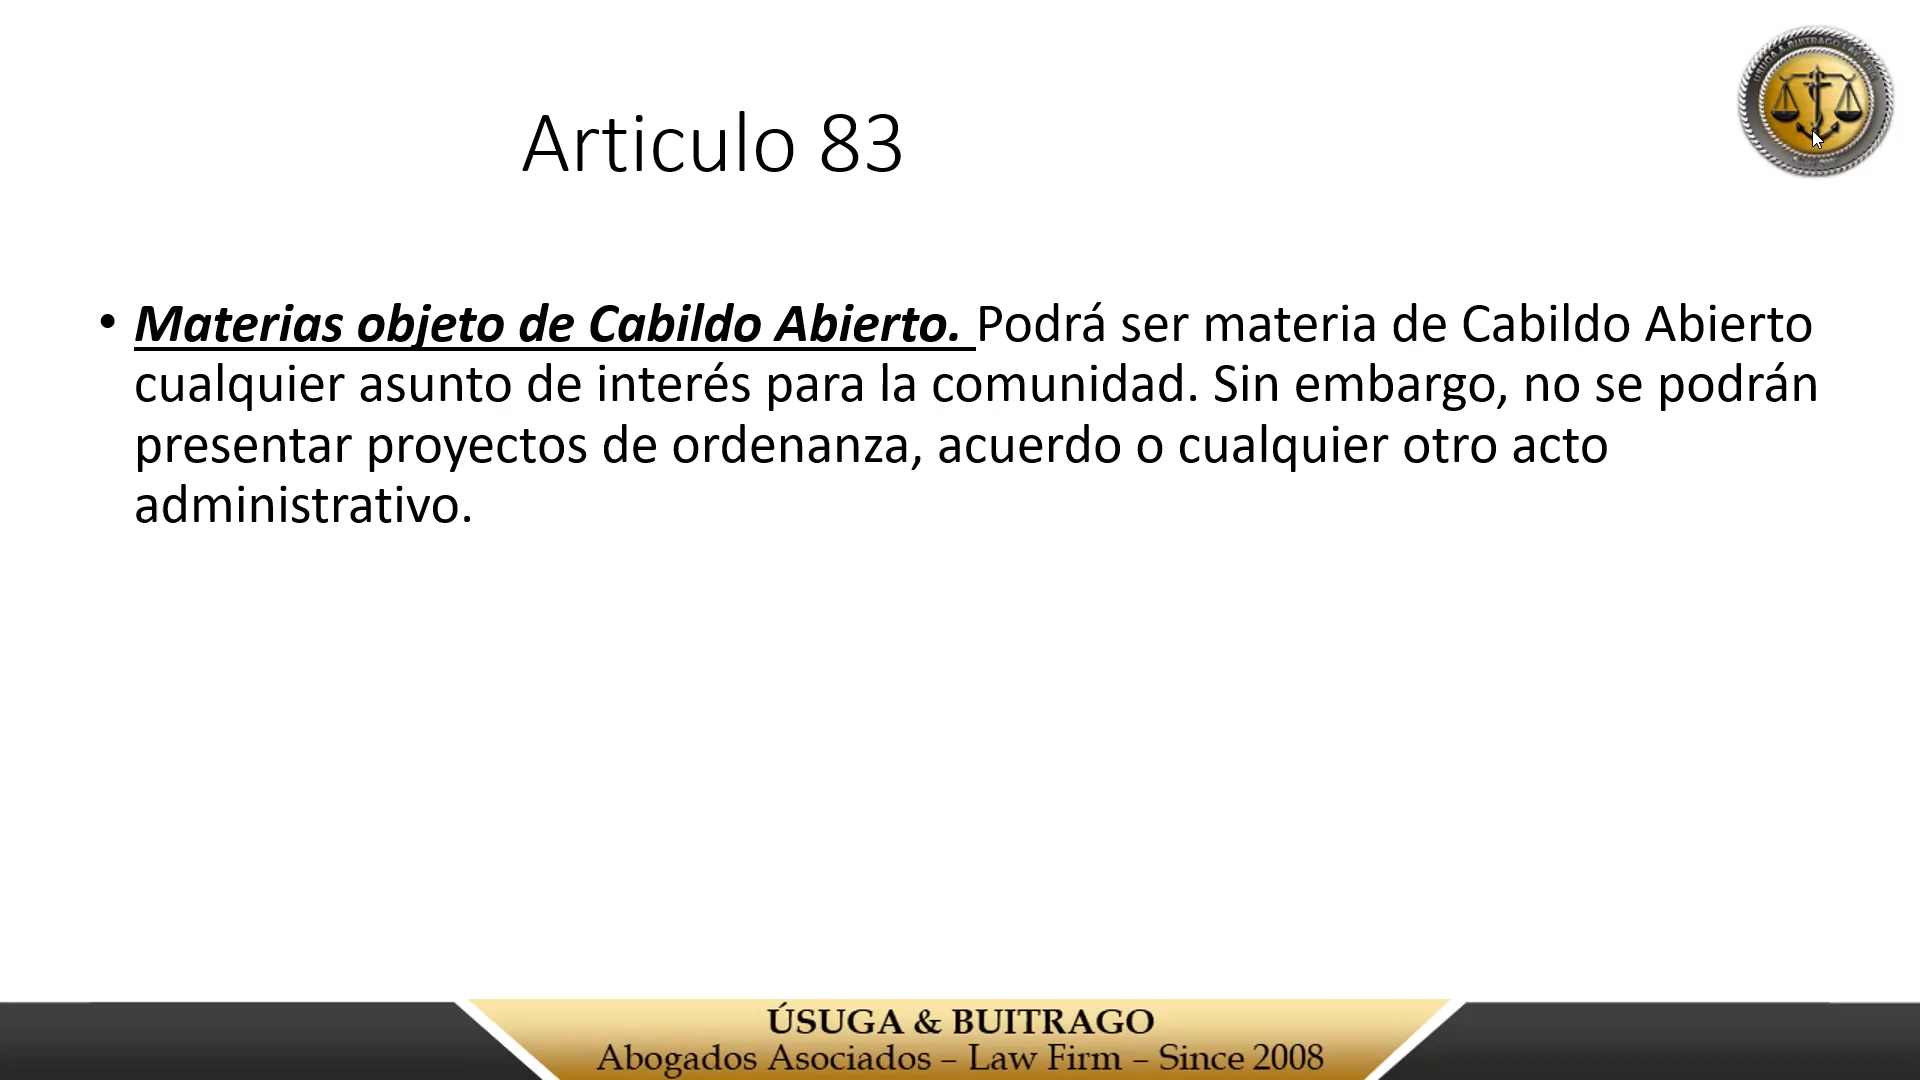 Articulo 83
• Materias objeto de Cabildo Abierto. Podrá ser materia de Cabildo Abierto
cualquier asunto de interés para la comunidad. Sin embargo, no se podrán
presentar proyectos de ordenanza, acuerdo o cualquier otro acto
administrativo.
ÚSUGA & BUITRAGO
Abogados Asociados – Law Firm – Since 2008